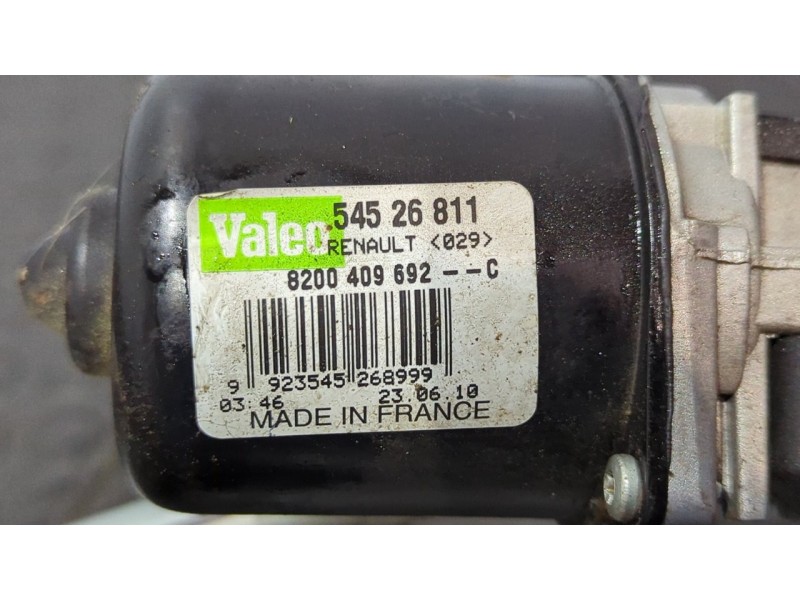 Valeo 545 26 811
RENAULT <029>
8200 409 692 --C
9 923545 268999
03:46 23.06.10
MADE IN FRANCE